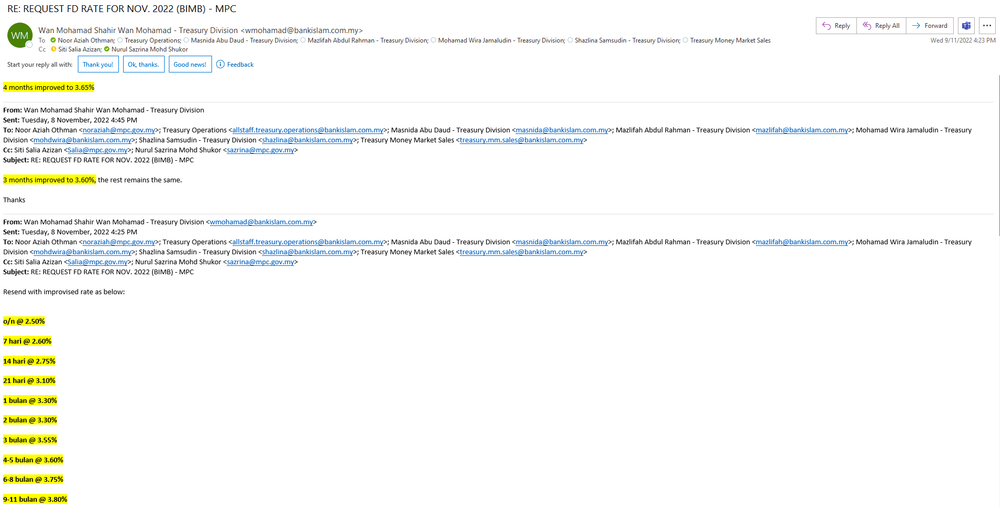 RE: REQUEST FD RATE FOR NOV. 2022 (BIMB) - MPC
WM
Wan Mohamad Shahir Wan Mohamad - Treasury Division <wmohamad@bankislam.com.my>
To Noor Aziah Othman; Treasury Operations; Masnida Abu Daud - Treasury Division; Mazlifah Abdul Rahman - Treasury Division; Mohamad Wira Jamaludin - Treasury Division; Shazlina Samsudin - Treasury Division; Treasury Money Market Sales
Cc Siti Salia Azizan; Nurul Sazrina Mohd Shukor
Reply Reply All Forward
Wed 9/11/2022 4:23 PM
Start your reply all with: Thank you! Ok, thanks. Good news! Feedback
4 months improved to 3.65%
From: Wan Mohamad Shahir Wan Mohamad - Treasury Division
Sent: Tuesday, 8 November, 2022 4:45 PM
To: Noor Aziah Othman <noraziah@mpc.gov.my>; Treasury Operations <allstaff.treasury.operations@bankislam.com.my>; Masnida Abu Daud - Treasury Division <masnida@bankislam.com.my>; Mazlifah Abdul Rahman - Treasury Division <mazlifah@bankislam.com.my>; Mohamad Wira Jamaludin - Treasury
Division <mohdwira@bankislam.com.my>; Shazlina Samsudin - Treasury Division <shazlina@bankislam.com.my>; Treasury Money Market Sales <treasury.mm.sales@bankislam.com.my>
Cc: Siti Salia Azizan <Salia@mpc.gov.my>; Nurul Sazrina Mohd Shukor <sazrina@mpc.gov.my>
Subject: RE: REQUEST FD RATE FOR NOV. 2022 (BIMB) - MPC
3 months improved to 3.60%, the rest remains the same.
Thanks
From: Wan Mohamad Shahir Wan Mohamad - Treasury Division <wmohamad@bankislam.com.my>
Sent: Tuesday, 8 November, 2022 4:25 PM
To: Noor Aziah Othman <noraziah@mpc.gov.my>; Treasury Operations <allstaff.treasury.operations@bankislam.com.my>; Masnida Abu Daud - Treasury Division <masnida@bankislam.com.my>; Mazlifah Abdul Rahman - Treasury Division <mazlifah@bankislam.com.my>; Mohamad Wira Jamaludin - Treasury
Division <mohdwira@bankislam.com.my>; Shazlina Samsudin - Treasury Division <shazlina@bankislam.com.my>; Treasury Money Market Sales <treasury.mm.sales@bankislam.com.my>
Cc: Siti Salia Azizan <Salia@mpc.gov.my>; Nurul Sazrina Mohd Shukor <sazrina@mpc.gov.my>
Subject: RE: REQUEST FD RATE FOR NOV. 2022 (BIMB) - MPC
Resend with improvised rate as below:
o/n @ 2.50%
7 hari @ 2.60%
14 hari @ 2.75%
21 hari @ 3.10%
1 bulan @ 3.30%
2 bulan @ 3.30%
3 bulan @ 3.55%
4-5 bulan @ 3.60%
6-8 bulan @ 3.75%
9-11 bulan @ 3.80%